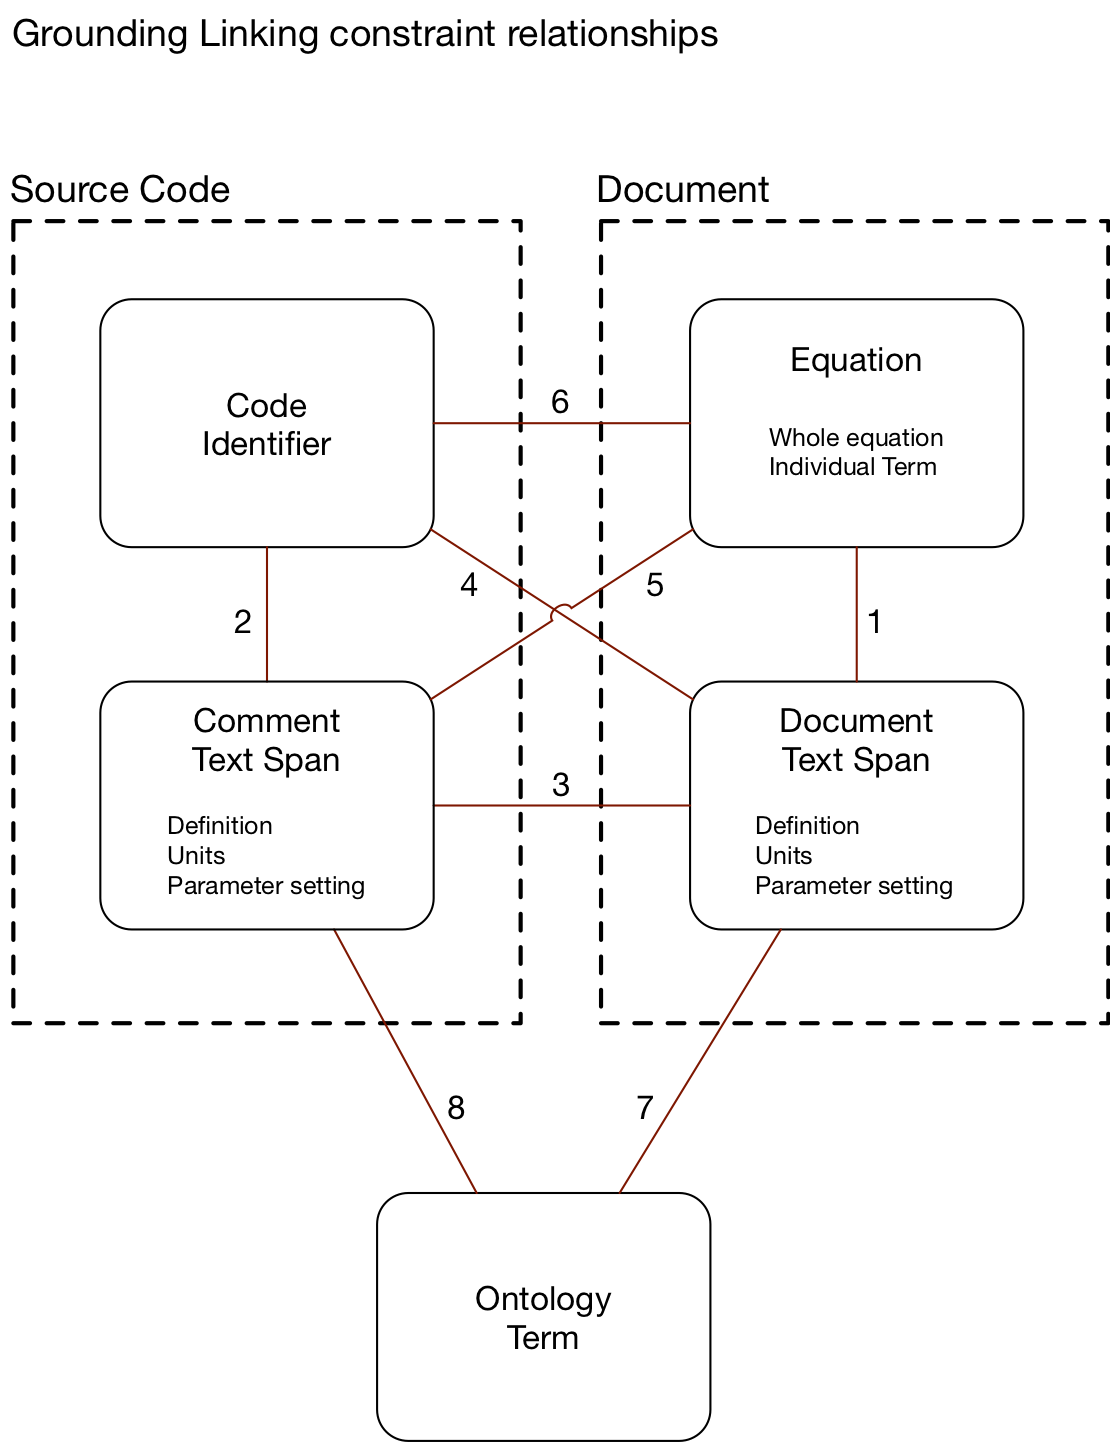 Grounding Linking constraint relationships
Source Code
Document
Code
Identifier
6
Equation
Whole equation
Individual Term
4
5
2
1
Comment
Text Span
Definition
Units
Parameter setting
3
Document
Text Span
Definition
Units
Parameter setting
8
7
Ontology
Term